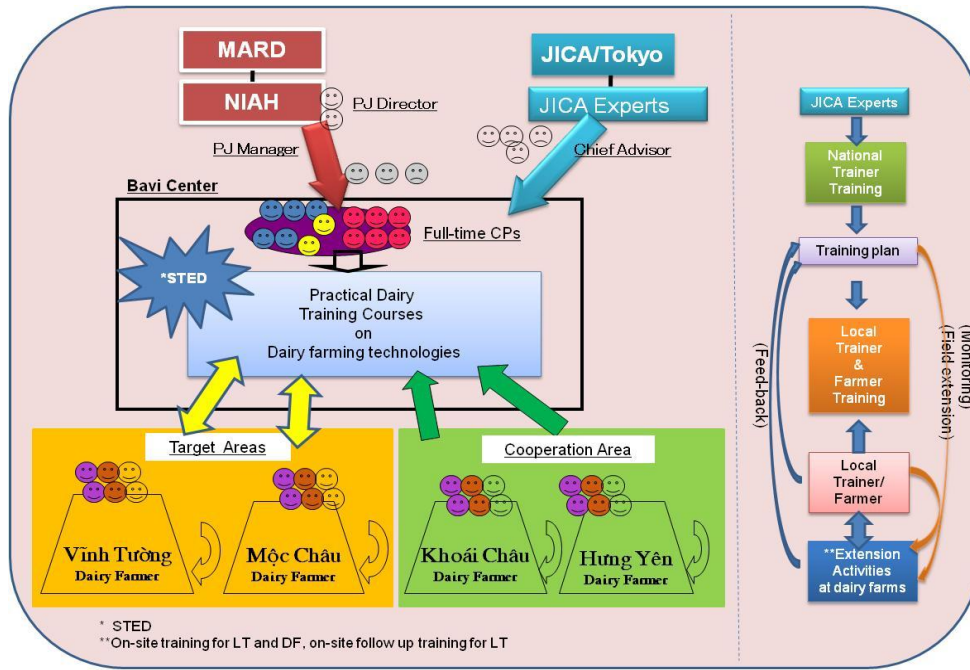 MARD
NIAH
PJ Director
PJ Manager
JICA/Tokyo
JICA Experts
Chief Advisor
Bavi Center
Full-time CPs
*STED
Practical Dairy
Training Courses
on
Dairy farming technologies
Target Areas
Cooperation Area
Vĩnh Tường
Dairy Farmer
Mộc Châu
Dairy Farmer
Khoái Châu
Dairy Farmer
Hưng Yên
Dairy Farmer
* STED
**On-site training for LT and DF, on-site follow up training for LT
JICA Experts
National
Trainer
Training
Training plan
Local
Trainer
&
Farmer
Training
(Feed-back)
(Monitoring)
(Field extension)
Local
Trainer/
Farmer
**Extension
Activities
at dairy farms